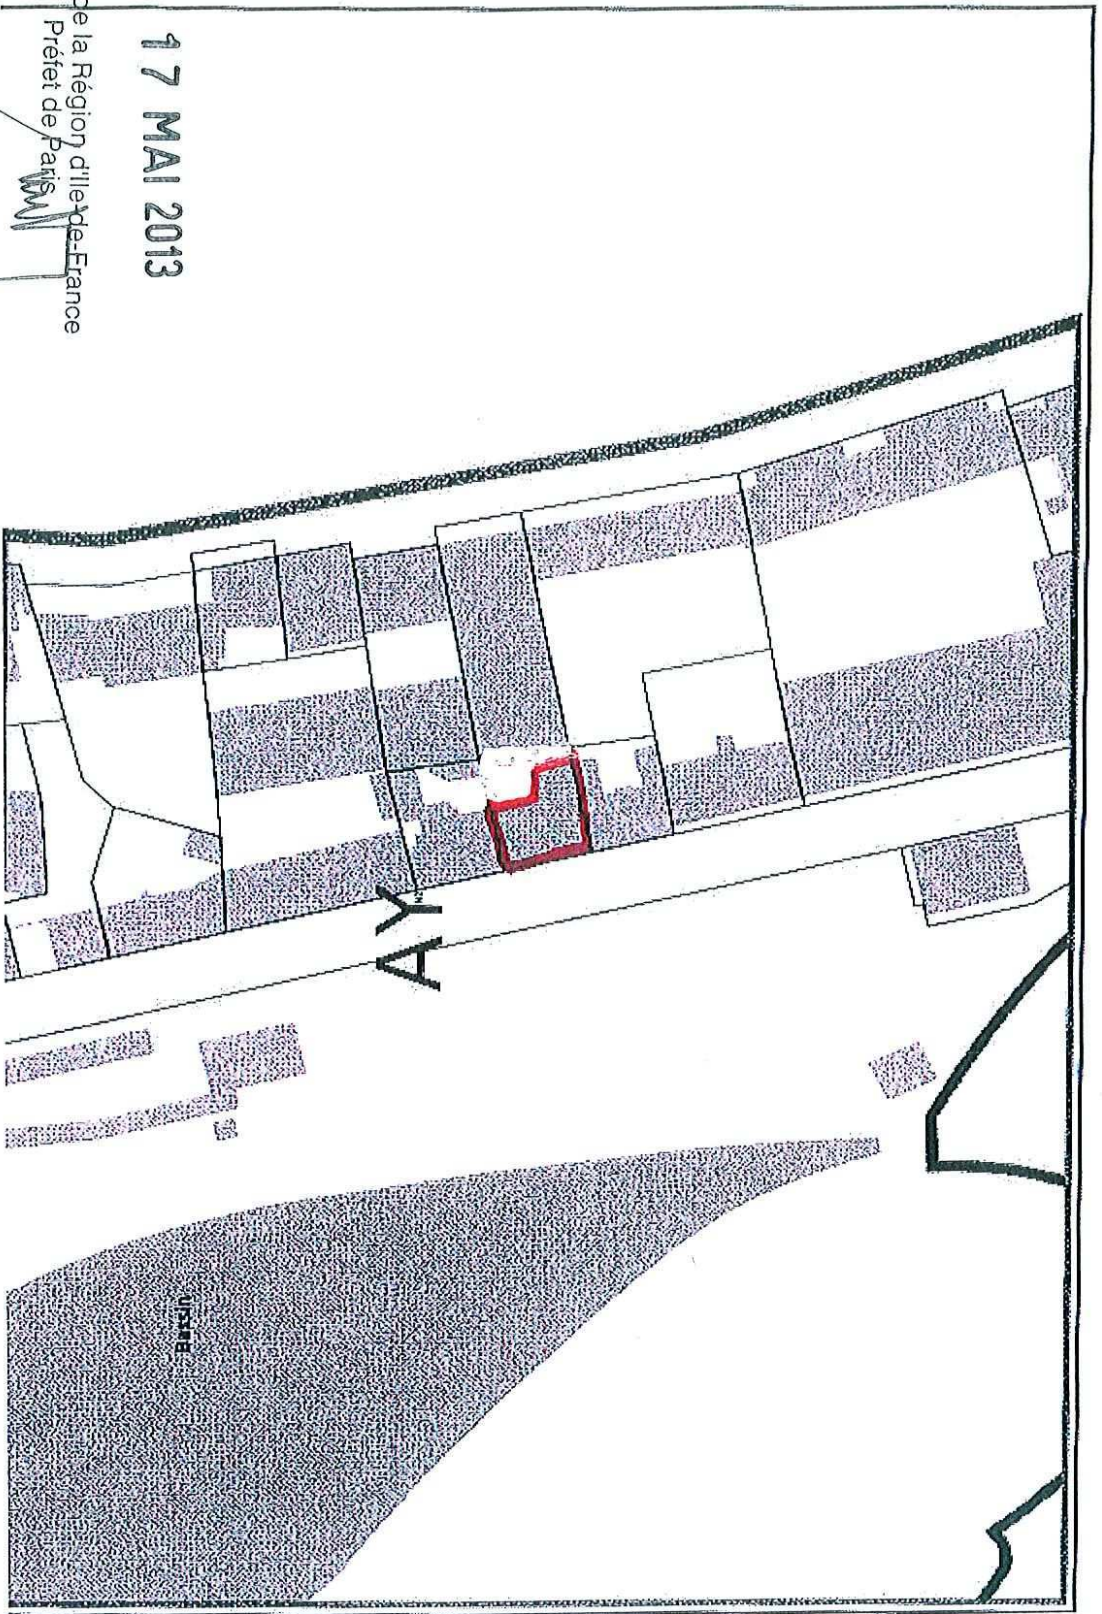 17 MAI 2013
de la Région d'Ile-de-France
Préfet de Paris
AY
Bassin